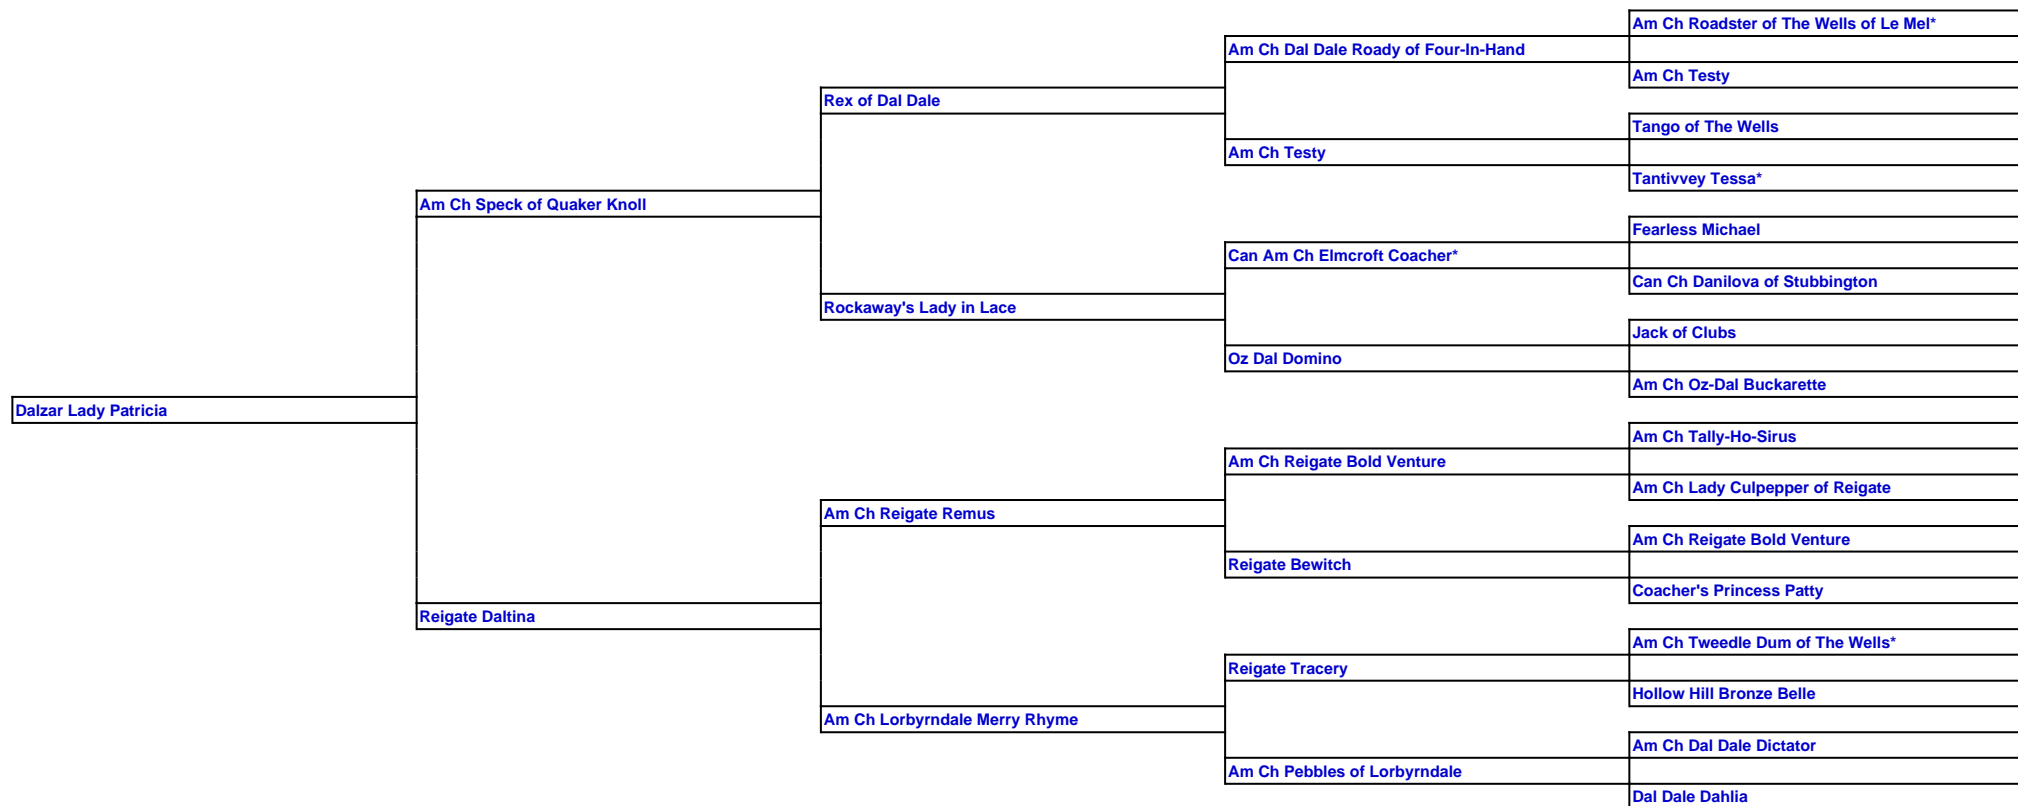 Am Ch Roadster of The Wells of Le Mel*
Am Ch Dal Dale Roady of Four-In-Hand
Am Ch Testy
Rex of Dal Dale
Tango of The Wells
Am Ch Testy
Tantivvey Tessa*
Am Ch Speck of Quaker Knoll
Fearless Michael
Can Am Ch Elmcroft Coacher*
Can Ch Danilova of Stubbington
Rockaway's Lady in Lace
Jack of Clubs
Oz Dal Domino
Am Ch Oz-Dal Buckarette
Dalzar Lady Patricia
Am Ch Tally-Ho-Sirus
Am Ch Reigate Bold Venture
Am Ch Lady Culpepper of Reigate
Am Ch Reigate Remus
Am Ch Reigate Bold Venture
Reigate Bewitch
Coacher's Princess Patty
Reigate Daltina
Am Ch Tweedle Dum of The Wells*
Reigate Tracery
Hollow Hill Bronze Belle
Am Ch Lorbyrndale Merry Rhyme
Am Ch Dal Dale Dictator
Am Ch Pebbles of Lorbyrndale
Dal Dale Dahlia